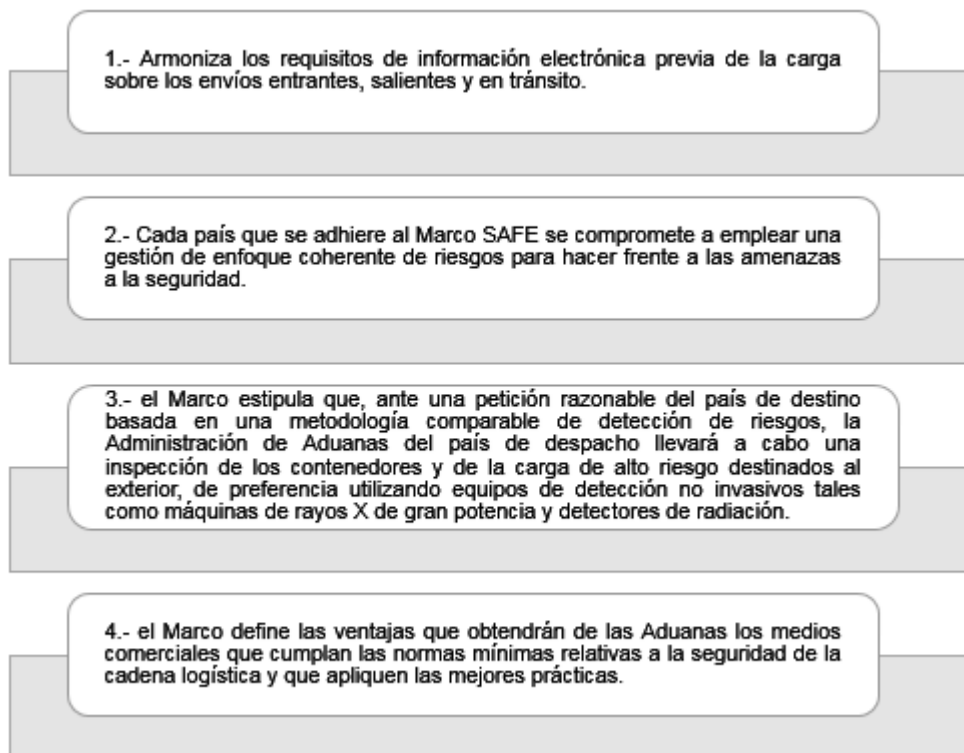 1.- Armoniza los requisitos de información electrónica previa de la carga
sobre los envíos entrantes, salientes y en tránsito.
2.- Cada país que se adhiere al Marco SAFE se compromete a emplear una
gestión de enfoque coherente de riesgos para hacer frente a las amenazas
a la seguridad.
3.- el Marco estipula que, ante una petición razonable del país de destino
basada en una metodología comparable de detección de riesgos, la
Administración de Aduanas del país de despacho llevará a cabo una
inspección de los contenedores y de la carga de alto riesgo destinados al
exterior, de preferencia utilizando equipos de detección no invasivos tales
como máquinas de rayos X de gran potencia y detectores de radiación.
4.- el Marco define las ventajas que obtendrán de las Aduanas los medios
comerciales que cumplan las normas mínimas relativas a la seguridad de la
cadena logística y que apliquen las mejores prácticas.